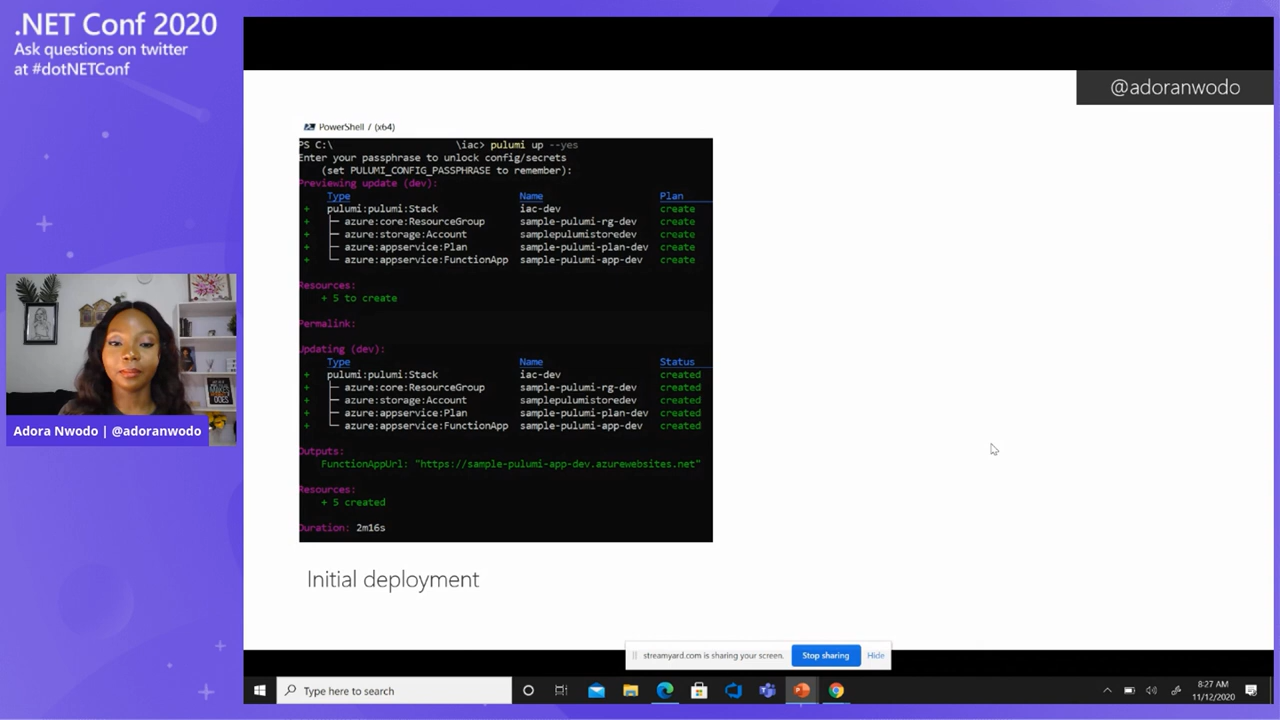 .NET Conf 2020
Ask questions on twitter
at #dotNETConf
@adoranwodo
PowerShell / (x64)
PS C:\ \iac> pulumi up --yes
Enter your passphrase to unlock config/secrets
(set PULUMI_CONFIG_PASSPHRASE to remember):
Previewing update (dev):
Type Name Plan
+ pulumi:pulumi:Stack iac-dev create
+ ├─ azure:core:ResourceGroup sample-pulumi-rg-dev create
+ ├─ azure:storage:Account samplepulumistoredev create
+ ├─ azure:appservice:Plan sample-pulumi-plan-dev create
+ └─ azure:appservice:FunctionApp sample-pulumi-app-dev create
Resources:
+ 5 to create
Permalink:
Updating (dev):
Type Name Status
+ pulumi:pulumi:Stack iac-dev created
+ ├─ azure:core:ResourceGroup sample-pulumi-rg-dev created
+ ├─ azure:storage:Account samplepulumistoredev created
+ ├─ azure:appservice:Plan sample-pulumi-plan-dev created
+ └─ azure:appservice:FunctionApp sample-pulumi-app-dev created
Outputs:
FunctionAppUrl: "https://sample-pulumi-app-dev.azurewebsites.net"
Resources:
+ 5 created
Duration: 2m16s
Adora Nwodo | @adoranwodo
Initial deployment
streamyard.com is sharing your screen. Stop sharing Hide
Type here to search
8:27 AM
11/12/2020